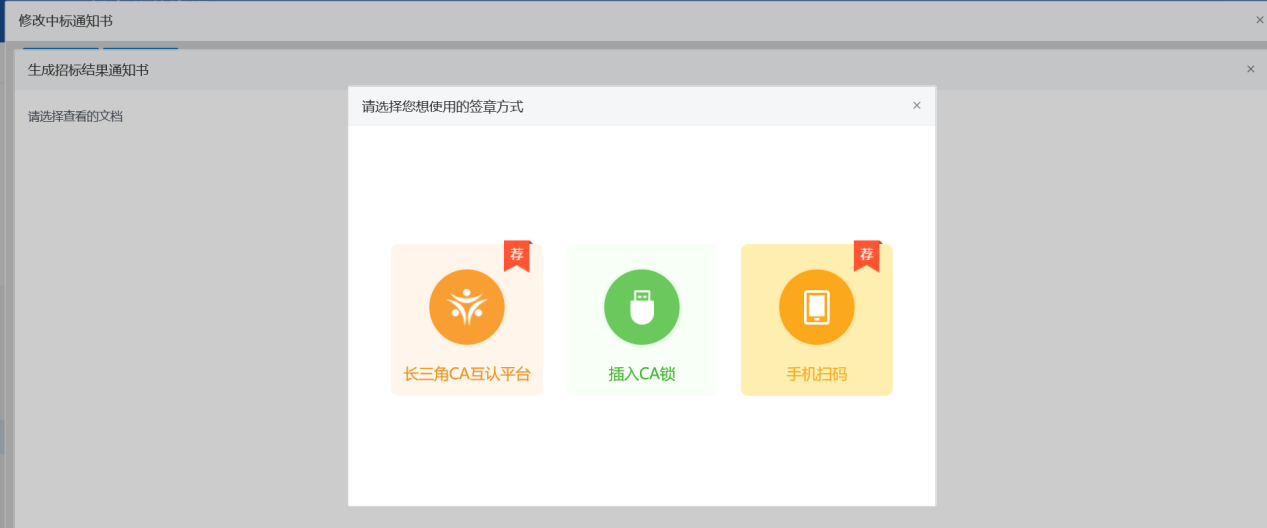 修改中标通知书
生成招标结果通知书
请选择查看的文档
请选择您想使用的签章方式
荐
长三角CA互认平台
插入CA锁
荐
手机扫码